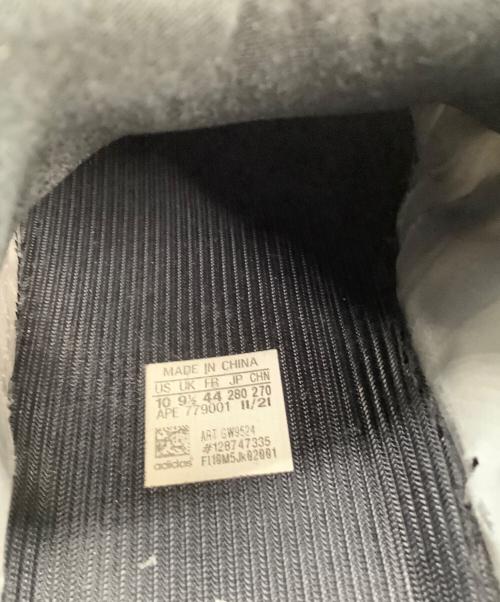 MADE IN CHINA
US UK FR JP CHN
10 9½ 44 280 270
APE 779001 11/21
ART GW9524
#128747335
adidas F110M5Jk02001